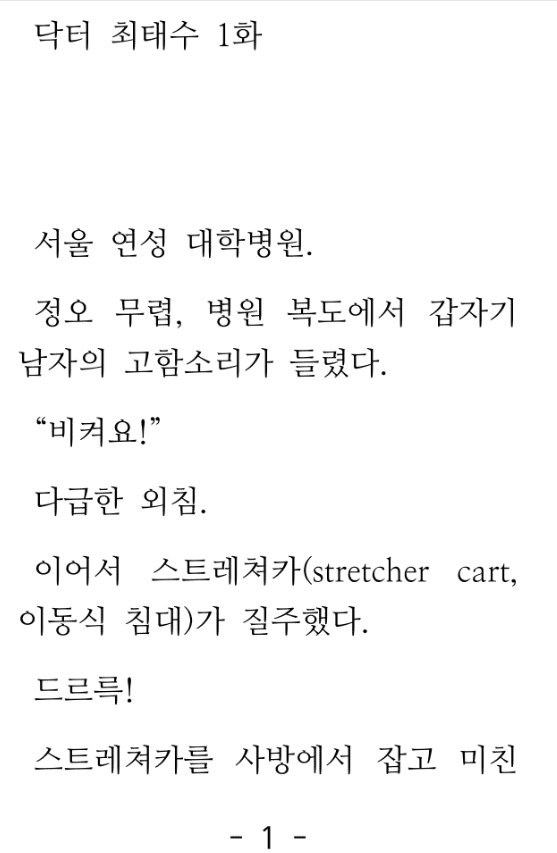 닥터 최태수 1화
서울 연성 대학병원.
정오 무렵, 병원 복도에서 갑자기
남자의 고함소리가 들렸다.
“비켜요!”
다급한 외침.
이어서 스트레쳐카(stretcher cart,
이동식 침대)가 질주했다.
드르륵!
스트레쳐카를 사방에서 잡고 미친
- 1 -